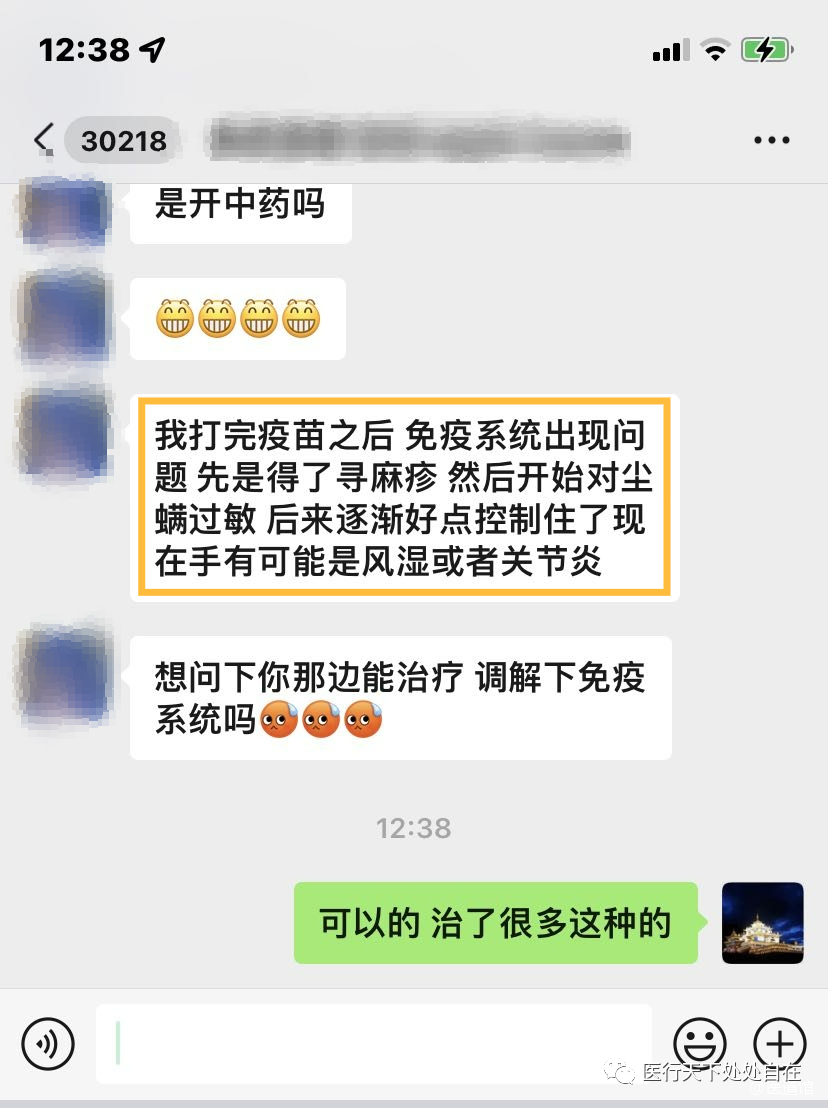 12:38
30218
是开中药吗
我打完疫苗之后 免疫系统出现问
题 先是得了寻麻疹 然后开始对尘
螨过敏 后来逐渐好点控制住了现
在手有可能是风湿或者关节炎
想问下你那边能治疗 调解下免疫
系统吗
12:38
可以的 治了很多这种的
医行天下处处自在